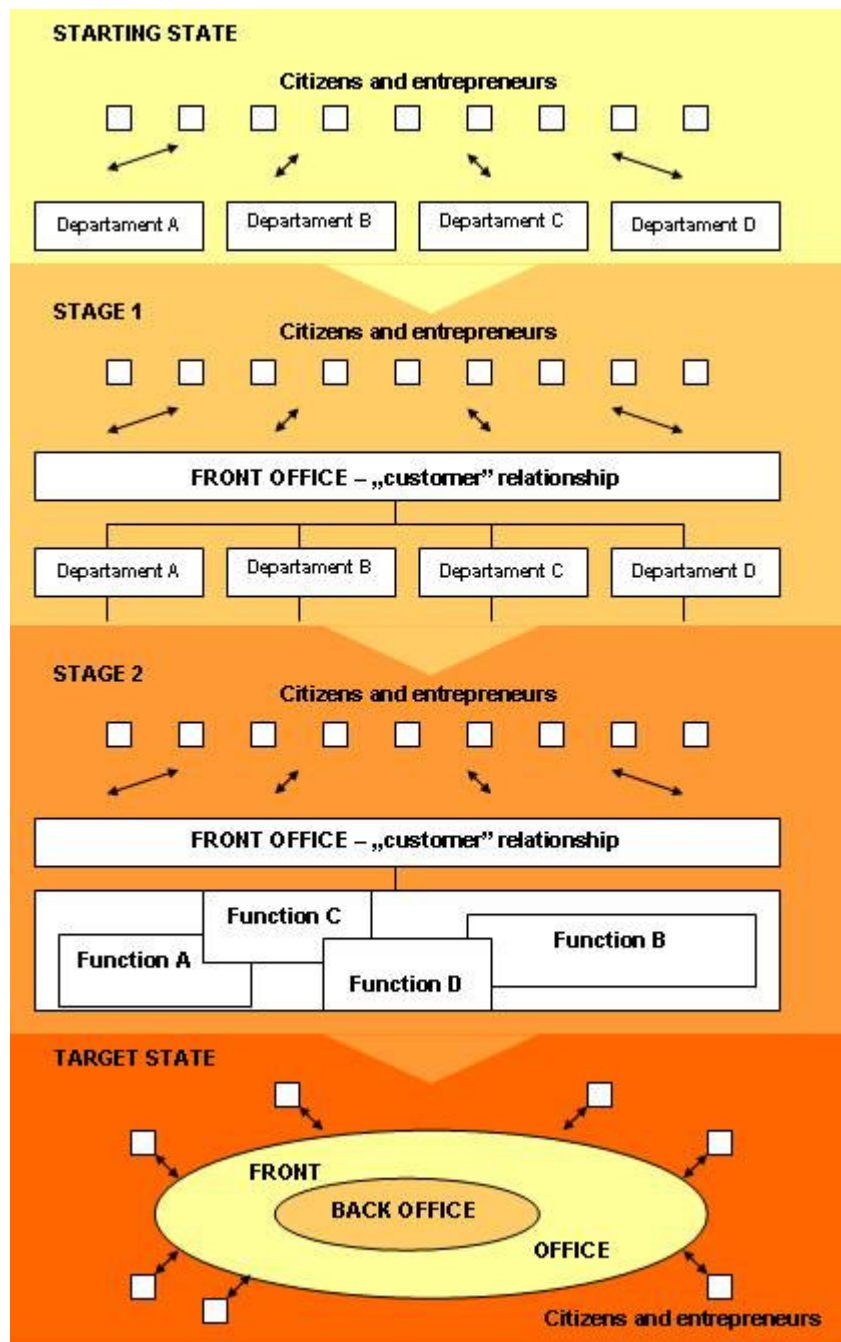 STARTING STATE
Citizens and entrepreneurs
Departament A
Departament B
Departament C
Departament D
STAGE 1
Citizens and entrepreneurs
FRONT OFFICE – „customer” relationship
Departament A
Departament B
Departament C
Departament D
STAGE 2
Citizens and entrepreneurs
FRONT OFFICE – „customer” relationship
Function C
Function A
Function B
Function D
TARGET STATE
FRONT
BACK OFFICE
OFFICE
Citizens and entrepreneurs